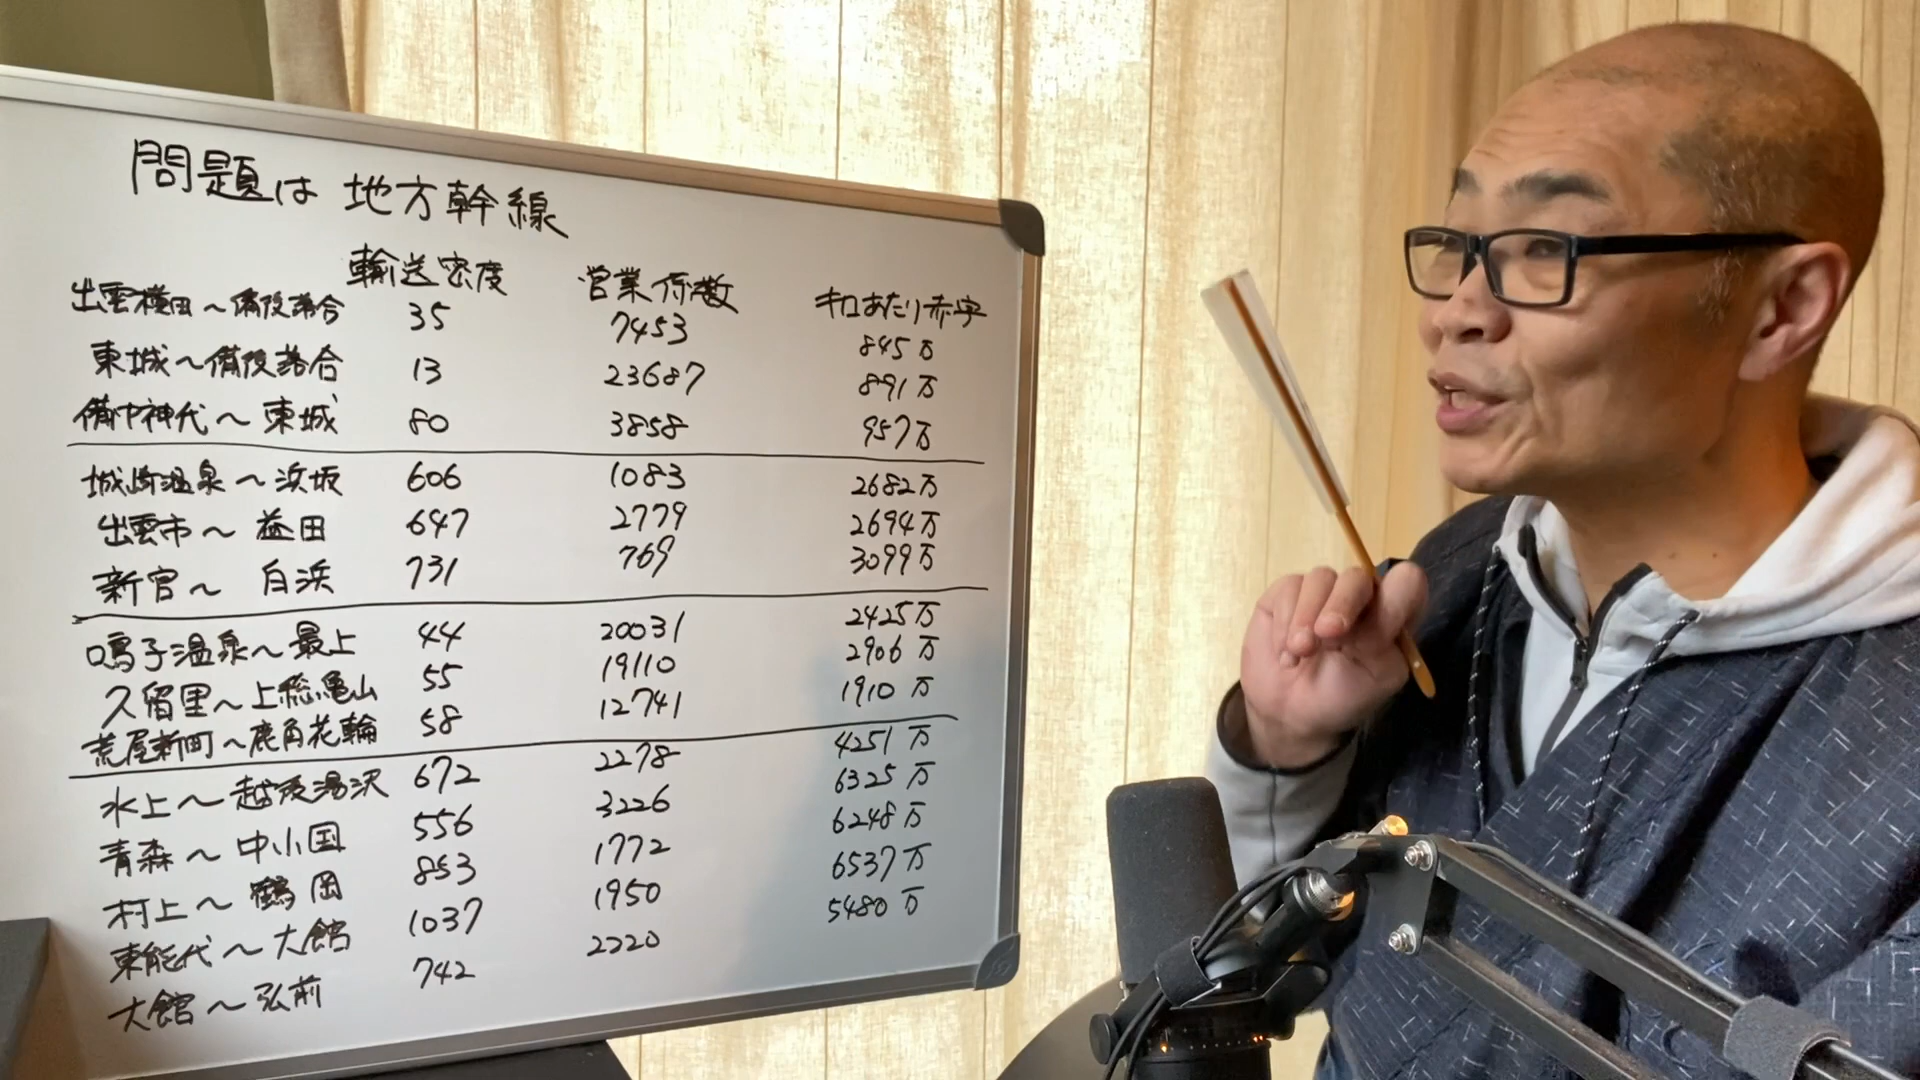 問題は 地方幹線
輸送密度 営業係数 キロあたり赤字
出雲横田〜備後落合 35 7453 845万
東城〜備後落合 13 23687 891万
備中神代〜東城 80 3858 957万
城崎温泉〜浜坂 606 1083 2682万
出雲市〜益田 647 2779 2694万
新宮〜白浜 731 769 3099万
鳴子温泉〜最上 44 20031 2425万
久留里〜上総亀山 55 19110 2906万
荒屋新町〜鹿角花輪 58 12741 1910万
水上〜越後湯沢 672 2278 4251万
青森〜中小国 556 3226 6325万
村上〜鶴岡 853 1772 6248万
東能代〜大館 1037 1950 6537万
大館〜弘前 742 2220 5480万